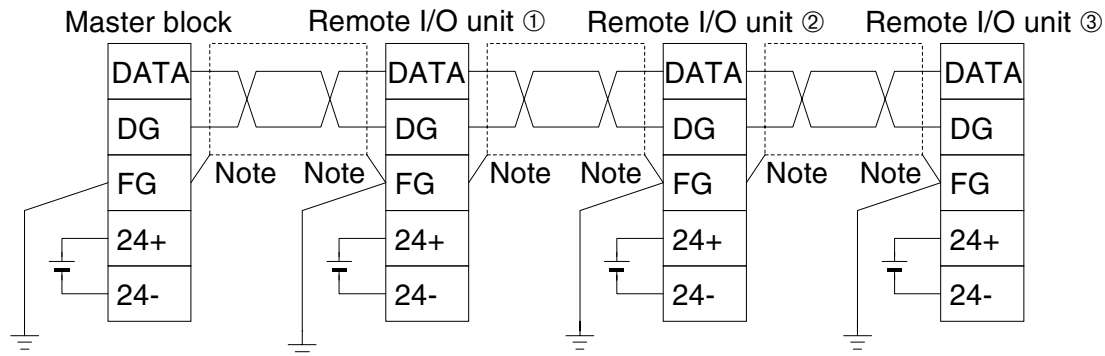 Master block Remote I/O unit ① Remote I/O unit ② Remote I/O unit ③
DATA DATA DATA DATA
DG DG DG DG
FG Note Note FG Note Note FG Note Note FG
24+ 24+ 24+ 24+
24- 24- 24- 24-